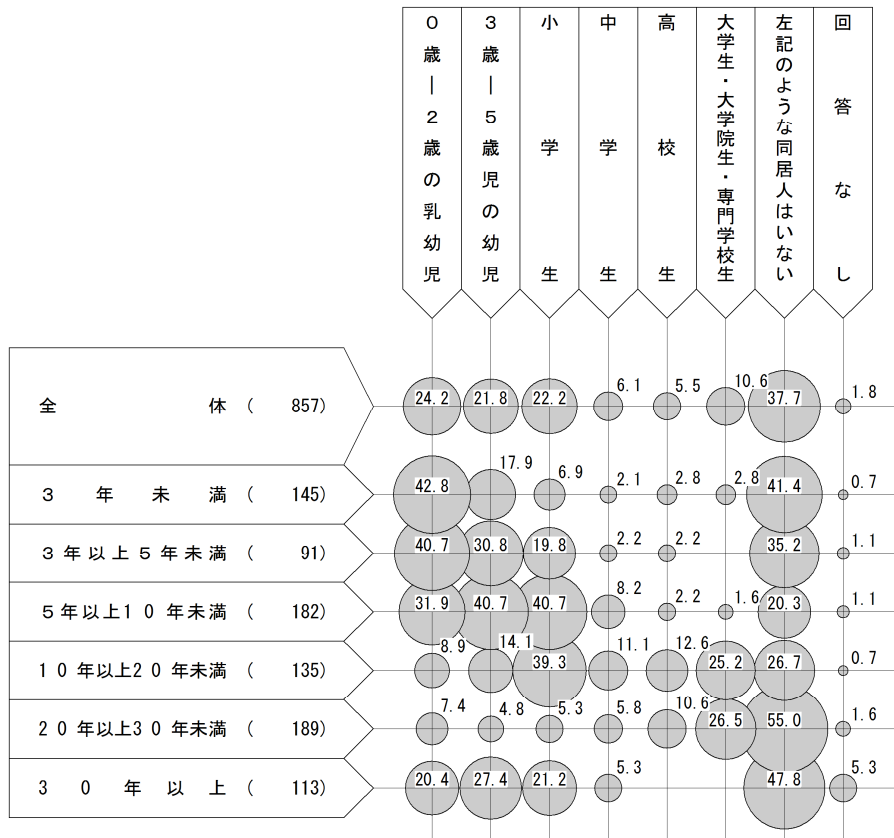 0歳―2歳の乳幼児
3歳―5歳児の幼児
小学生
中学生
高校生
大学生・大学院生・専門学校生
左記のような同居人はいない
回答なし
全体 ( 857)
24.2 21.8 22.2 6.1 5.5 10.6 37.7 1.8
3年未満 ( 145)
42.8 17.9 6.9 2.1 2.8 2.8 41.4 0.7
3年以上5年未満 ( 91)
40.7 30.8 19.8 2.2 2.2 35.2 1.1
5年以上10年未満 ( 182)
31.9 40.7 40.7 8.2 2.2 1.6 20.3 1.1
10年以上20年未満 ( 135)
8.9 14.1 39.3 11.1 12.6 25.2 26.7 0.7
20年以上30年未満 ( 189)
7.4 4.8 5.3 5.8 10.6 26.5 55.0 1.6
30年以上 ( 113)
20.4 27.4 21.2 5.3 47.8 5.3